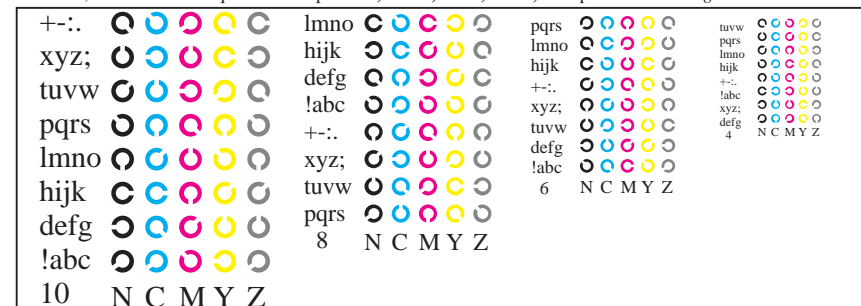 +-:.
xyz;
tuvw
pqrs
lmno
hijk
defg
!abc
10 N C M Y Z
lmno
hijk
defg
!abc
+-:.
xyz;
tuvw
pqrs
8 N C M Y Z
pqrs
lmno
hijk
+-:.
xyz;
tuvw
defg
!abc
6 N C M Y Z
tuvw
pqrs
lmno
hijk
+-:.
!abc
xyz;
defg
4 N C M Y Z